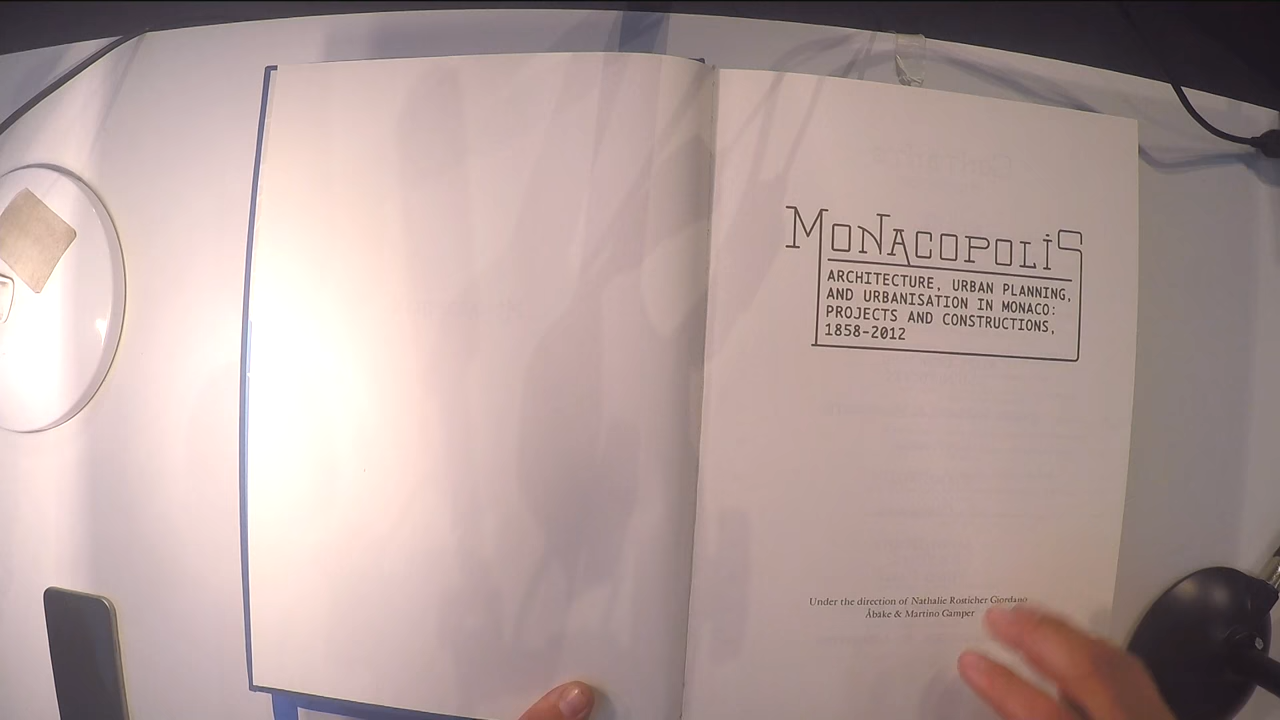 MONACOPOLIS
ARCHITECTURE, URBAN PLANNING,
AND URBANISATION IN MONACO:
PROJECTS AND CONSTRUCTIONS,
1858-2012
Under the direction of Nathalie Rosticher Giordano
Åbäke & Martino Gamper